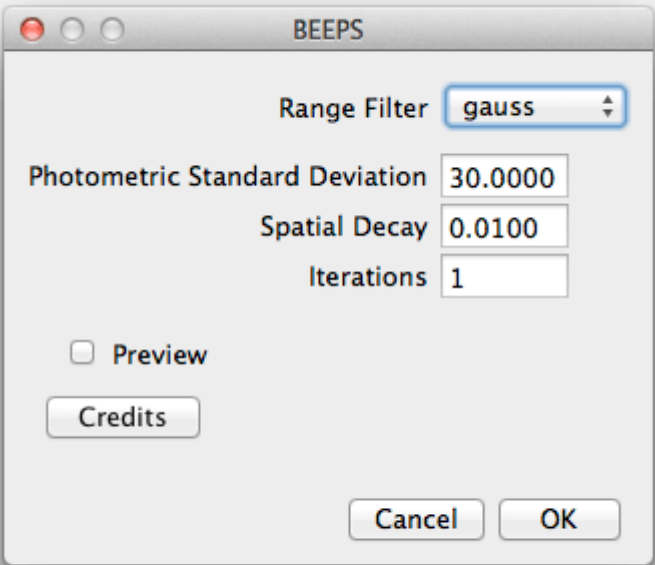 BEEPS
Range Filter gauss
Photometric Standard Deviation 30.0000
Spatial Decay 0.0100
Iterations 1
Preview
Credits
Cancel OK